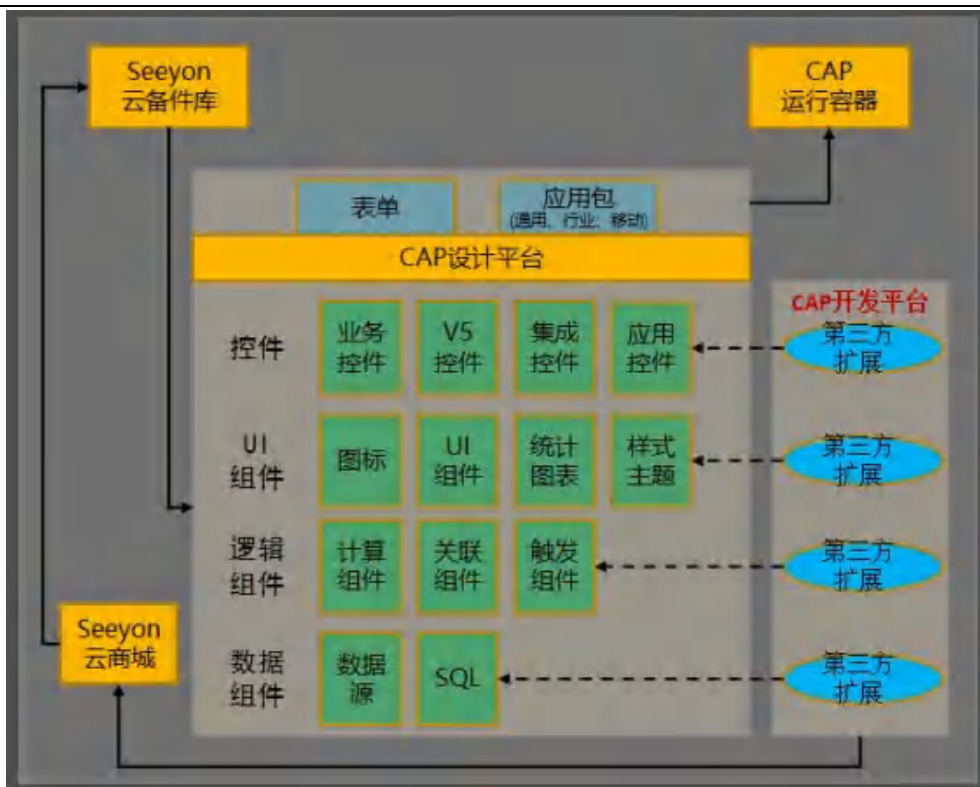 Seeyon
云备件库
CAP
运行容器
表单
应用包
(通用、行业、移动)
CAP设计平台
CAP开发平台
控件
业务
控件
V5
控件
集成
控件
应用
控件
第三方
扩展
UI
组件
图标
UI
组件
统计
图表
样式
主题
第三方
扩展
逻辑
组件
计算
组件
关联
组件
触发
组件
第三方
扩展
Seeyon
云商城
数据
组件
数据
源
SQL
第三方
扩展